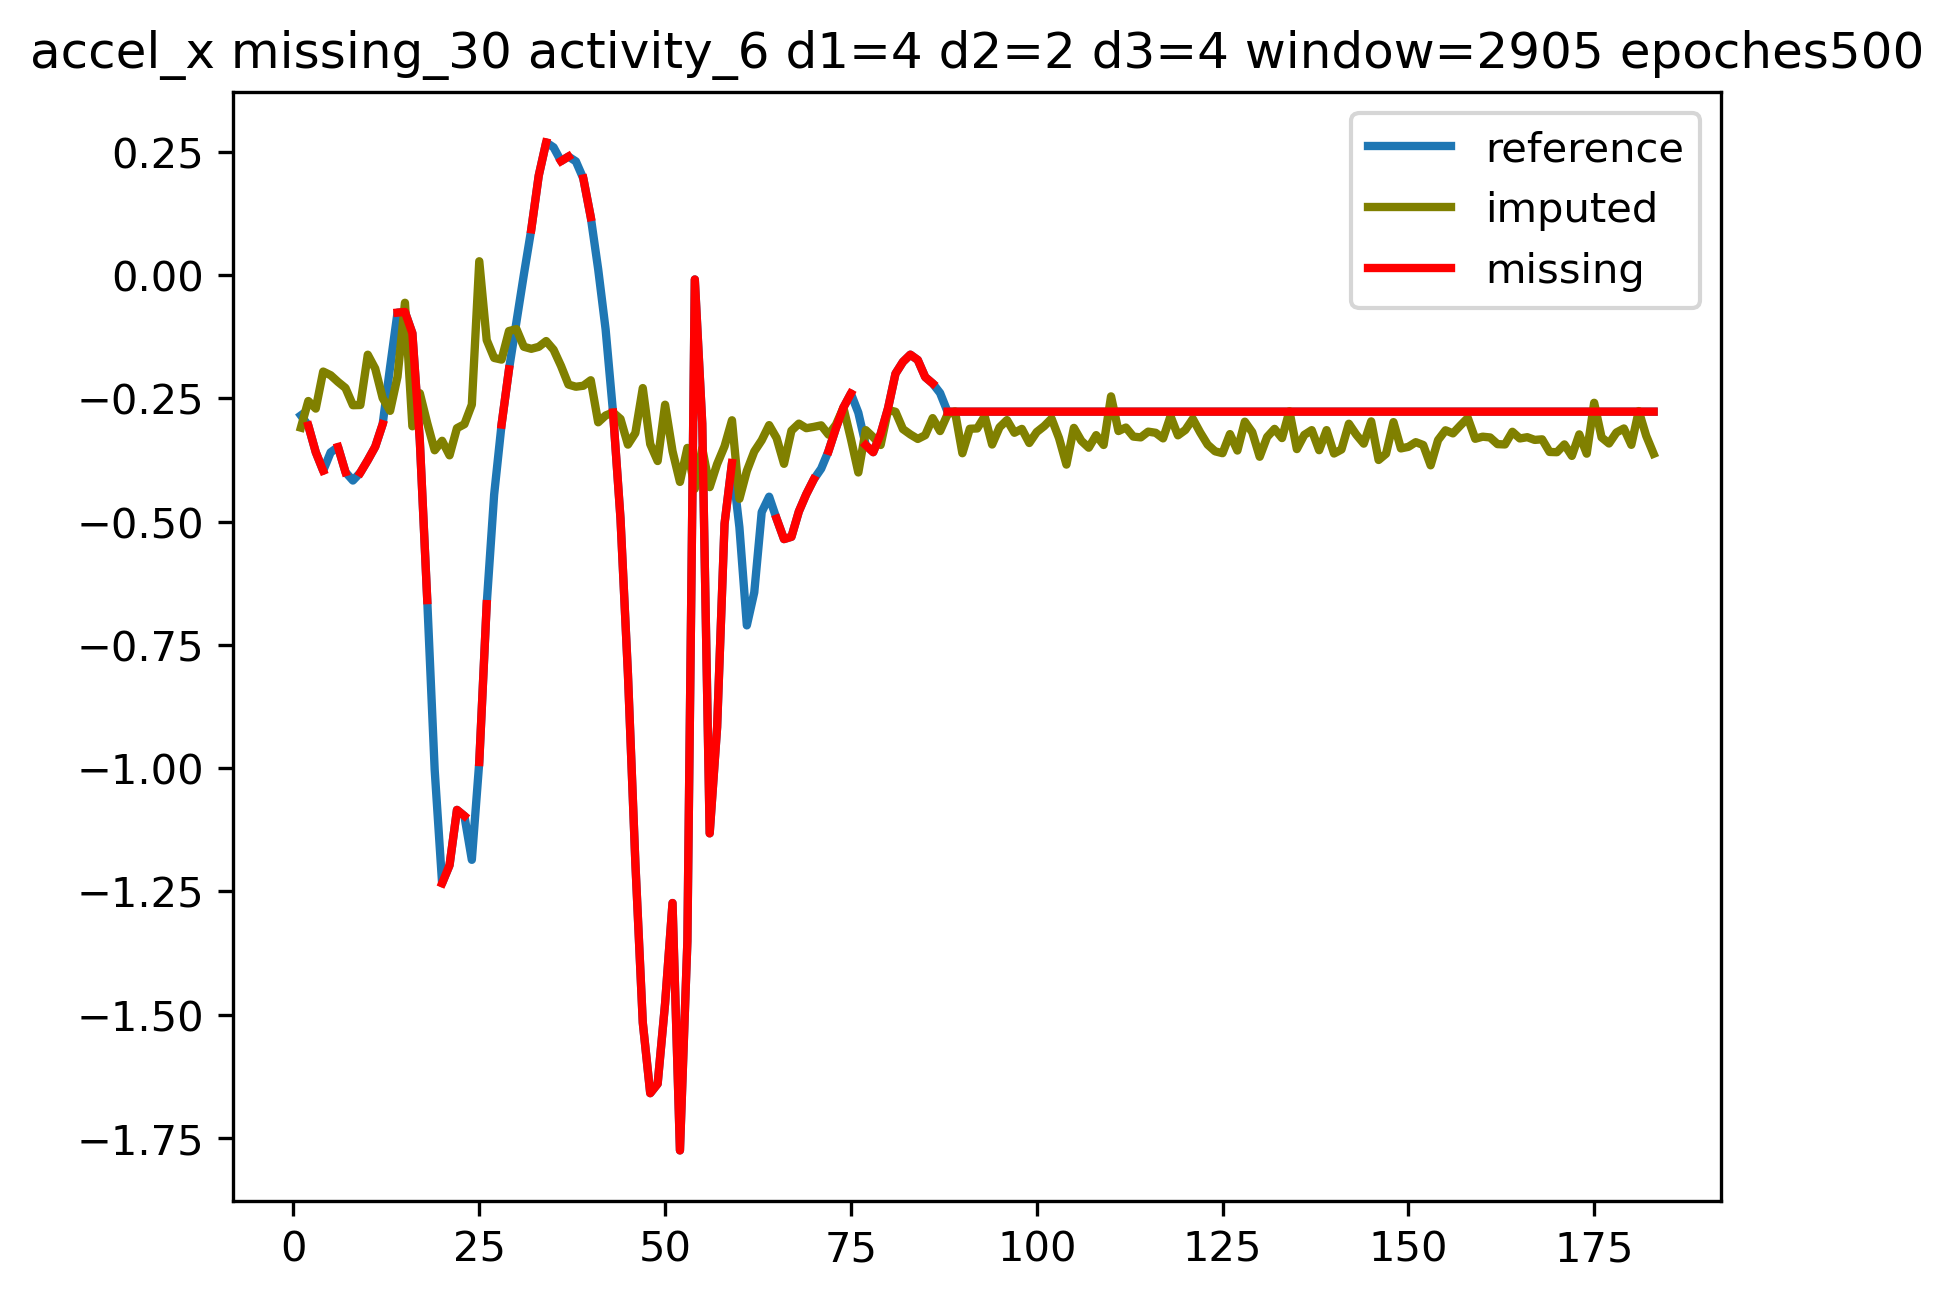 accel_x missing_30 activity_6 d1=4 d2=2 d3=4 window=2905 epoches500
reference
imputed
missing
0.25
0.00
−0.25
−0.50
−0.75
−1.00
−1.25
−1.50
−1.75
0 25 50 75 100 125 150 175